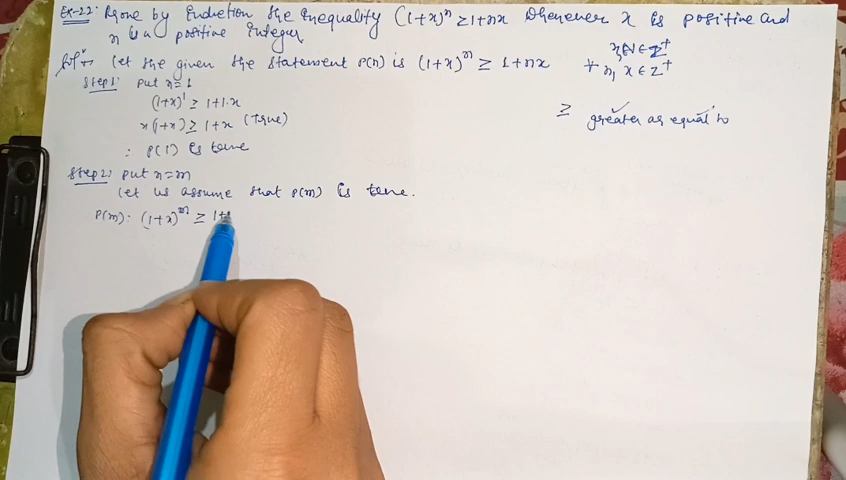 Ex-22: Prove by Induction the Inequality (1+x)ⁿ ≥ 1+nx Whenever x is positive and
n is a positive integer
Solⁿ:- Let the given the statement P(n) is (1+x)ⁿ ≥ 1+nx ∀ n, x ∈ Z⁺
Step 1: put n=1
(1+x)¹ ≥ 1+1.x
(1+x) ≥ 1+x (True)
≥ greater as equal to
∴ P(1) is true
Step 2: put n=m
Let us assume that P(m) is true.
P(m): (1+x)ᵐ ≥ 1+